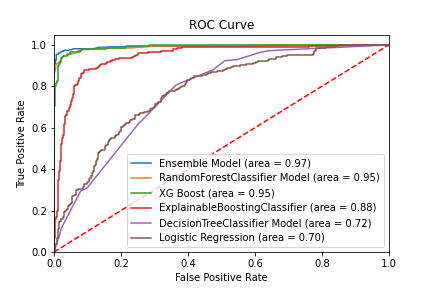 ROC Curve
1.0
0.8
0.6
0.4
0.2
0.0
True Positive Rate
Ensemble Model (area = 0.97)
RandomForestClassifier Model (area = 0.95)
XG Boost (area = 0.95)
ExplainableBoostingClassifier (area = 0.88)
DecisionTreeClassifier Model (area = 0.72)
Logistic Regression (area = 0.70)
0.0 0.2 0.4 0.6 0.8 1.0
False Positive Rate